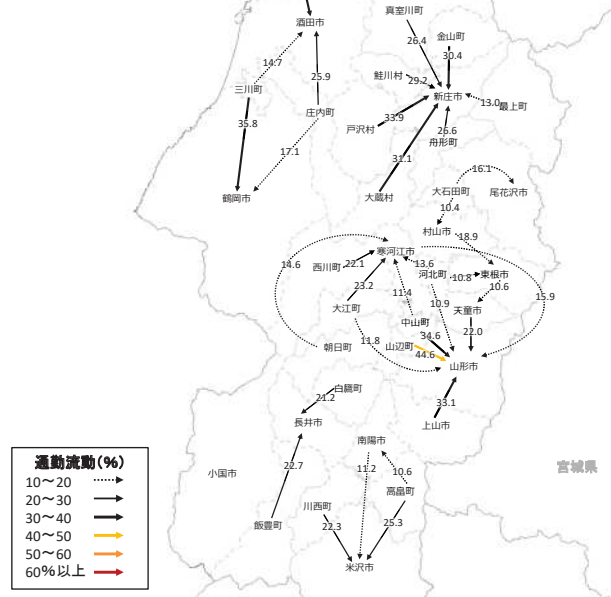 真室川町
酒田市
26.4
金山町
30.4
14.7
鮭川村
29.2
三川町
25.9
新庄市
13.0
最上町
庄内町
35.8
33.9
戸沢村
26.6
舟形町
17.1
31.1
16.1
鶴岡市
大蔵村
大石田町
尾花沢市
10.4
村山市
18.9
寒河江市
14.6
西川町
22.1
13.6
河北町
10.8
東根市
23.2
11.4
10.6
15.9
大江町
10.9
天童市
中山町
22.0
34.6
朝日町
11.8
山辺町
44.6
山形市
白鷹町
21.2
33.1
長井市
上山市
南陽市
通勤流動(%)
10～20
20～30
30～40
40～50
50～60
60%以上
小国市
22.7
11.2
10.6
宮城県
高畠町
川西町
飯豊町
22.3
25.3
米沢市